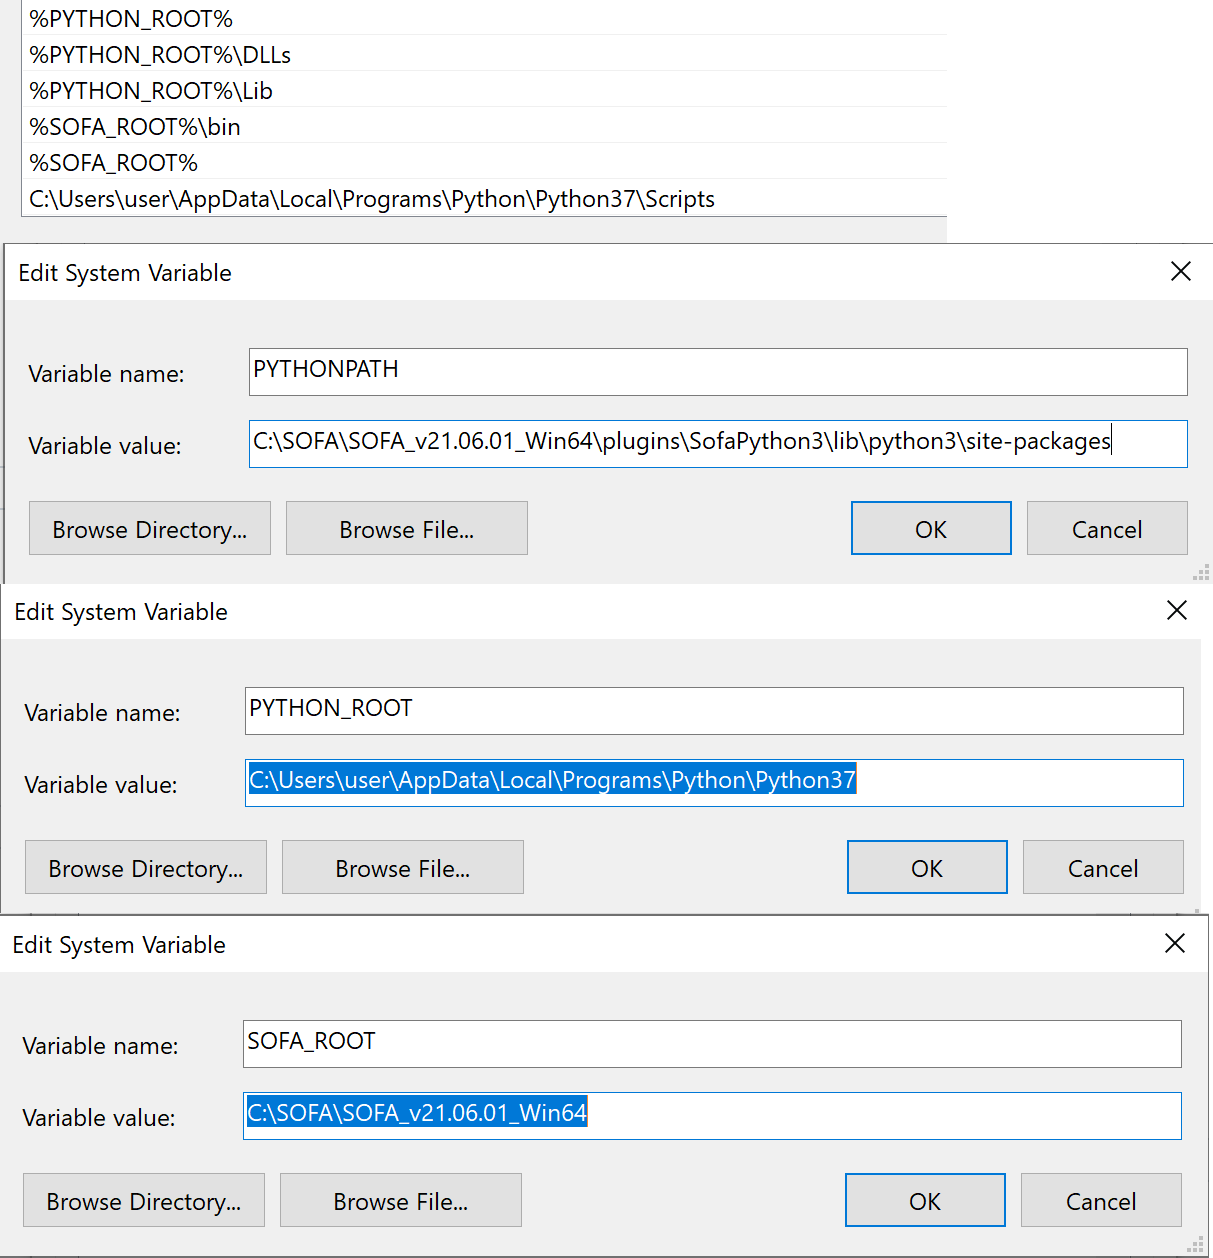 %PYTHON_ROOT%
%PYTHON_ROOT%\DLLs
%PYTHON_ROOT%\Lib
%SOFA_ROOT%\bin
%SOFA_ROOT%
C:\Users\user\AppData\Local\Programs\Python\Python37\Scripts
Edit System Variable
Variable name: PYTHONPATH
Variable value: C:\SOFA\SOFA_v21.06.01_Win64\plugins\SofaPython3\lib\python3\site-packages
Browse Directory... Browse File... OK Cancel
Edit System Variable
Variable name: PYTHON_ROOT
Variable value: C:\Users\user\AppData\Local\Programs\Python\Python37
Browse Directory... Browse File... OK Cancel
Edit System Variable
Variable name: SOFA_ROOT
Variable value: C:\SOFA\SOFA_v21.06.01_Win64
Browse Directory... Browse File... OK Cancel